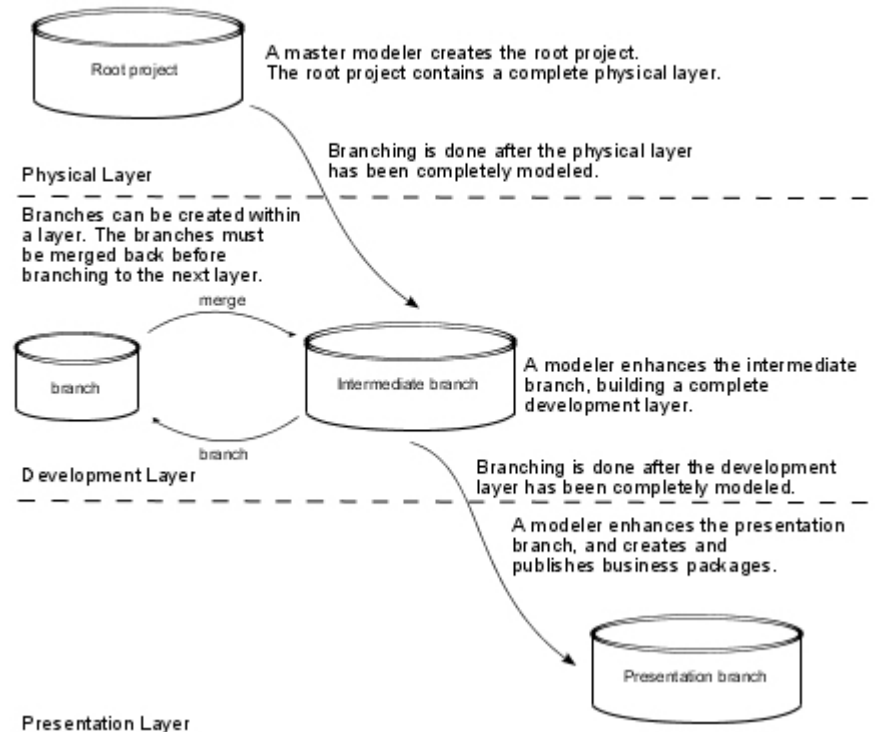 Root project
A master modeler creates the root project.
The root project contains a complete physical layer.
Branching is done after the physical layer
has been completely modeled.
Physical Layer
Branches can be created within
a layer. The branches must
be merged back before
branching to the next layer.
merge
branch
Intermediate branch
A modeler enhances the intermediate
branch, building a complete
development layer.
branch
Development Layer
Branching is done after the development
layer has been completely modeled.
A modeler enhances the presentation
branch, and creates and
publishes business packages.
Presentation branch
Presentation Layer